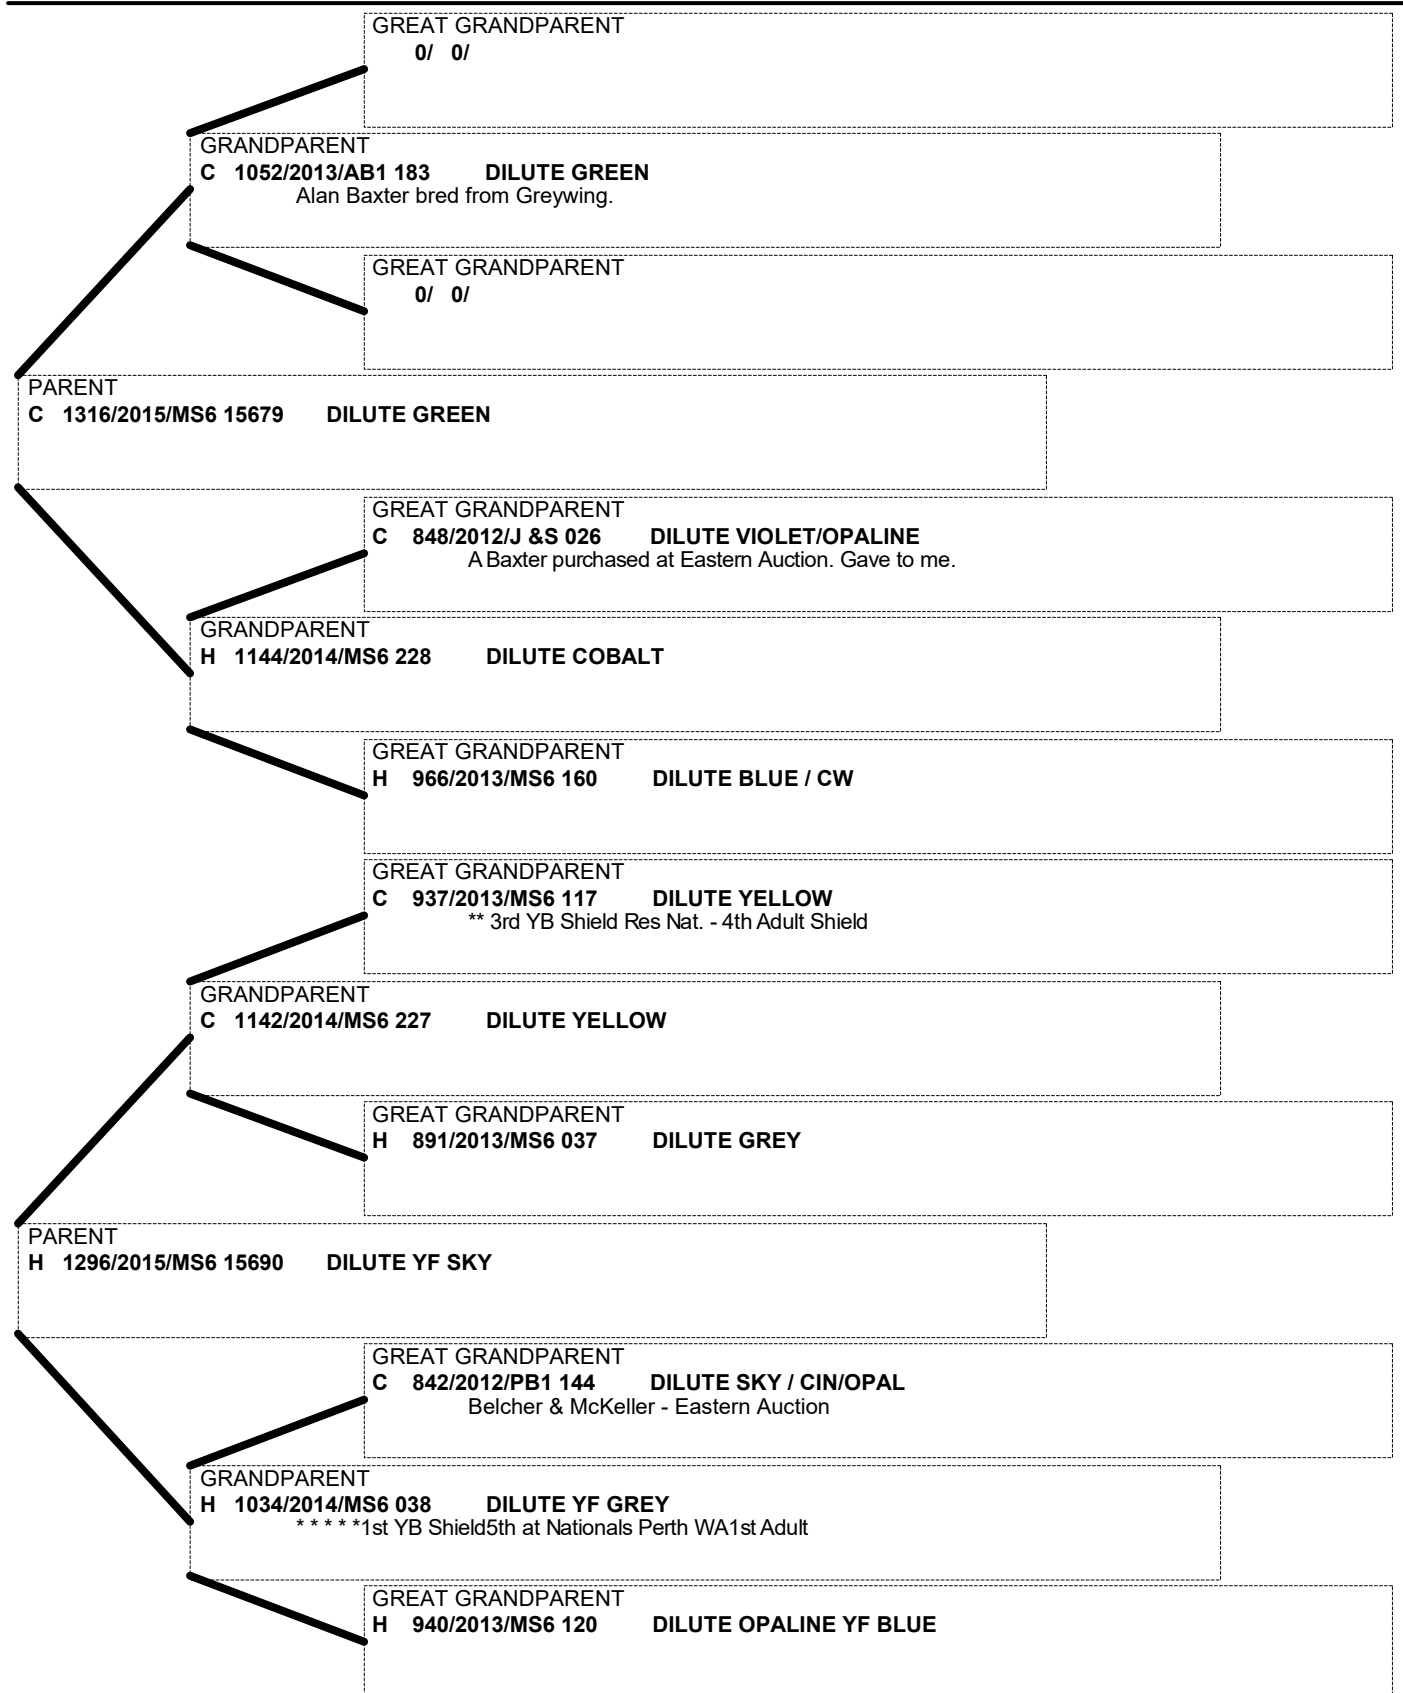 GREAT GRANDPARENT
0/ 0/
GRANDPARENT
C 1052/2013/AB1 183 DILUTE GREEN
Alan Baxter bred from Greywing.
GREAT GRANDPARENT
0/ 0/
PARENT
C 1316/2015/MS6 15679 DILUTE GREEN
GREAT GRANDPARENT
C 848/2012/J &S 026 DILUTE VIOLET/OPALINE
A Baxter purchased at Eastern Auction. Gave to me.
GRANDPARENT
H 1144/2014/MS6 228 DILUTE COBALT
GREAT GRANDPARENT
H 966/2013/MS6 160 DILUTE BLUE / CW
GREAT GRANDPARENT
C 937/2013/MS6 117 DILUTE YELLOW
** 3rd YB Shield Res Nat. - 4th Adult Shield
GRANDPARENT
C 1142/2014/MS6 227 DILUTE YELLOW
GREAT GRANDPARENT
H 891/2013/MS6 037 DILUTE GREY
PARENT
H 1296/2015/MS6 15690 DILUTE YF SKY
GREAT GRANDPARENT
C 842/2012/PB1 144 DILUTE SKY / CIN/OPAL
Belcher & McKeller - Eastern Auction
GRANDPARENT
H 1034/2014/MS6 038 DILUTE YF GREY
* * * * *1st YB Shield5th at Nationals Perth WA1st Adult
GREAT GRANDPARENT
H 940/2013/MS6 120 DILUTE OPALINE YF BLUE